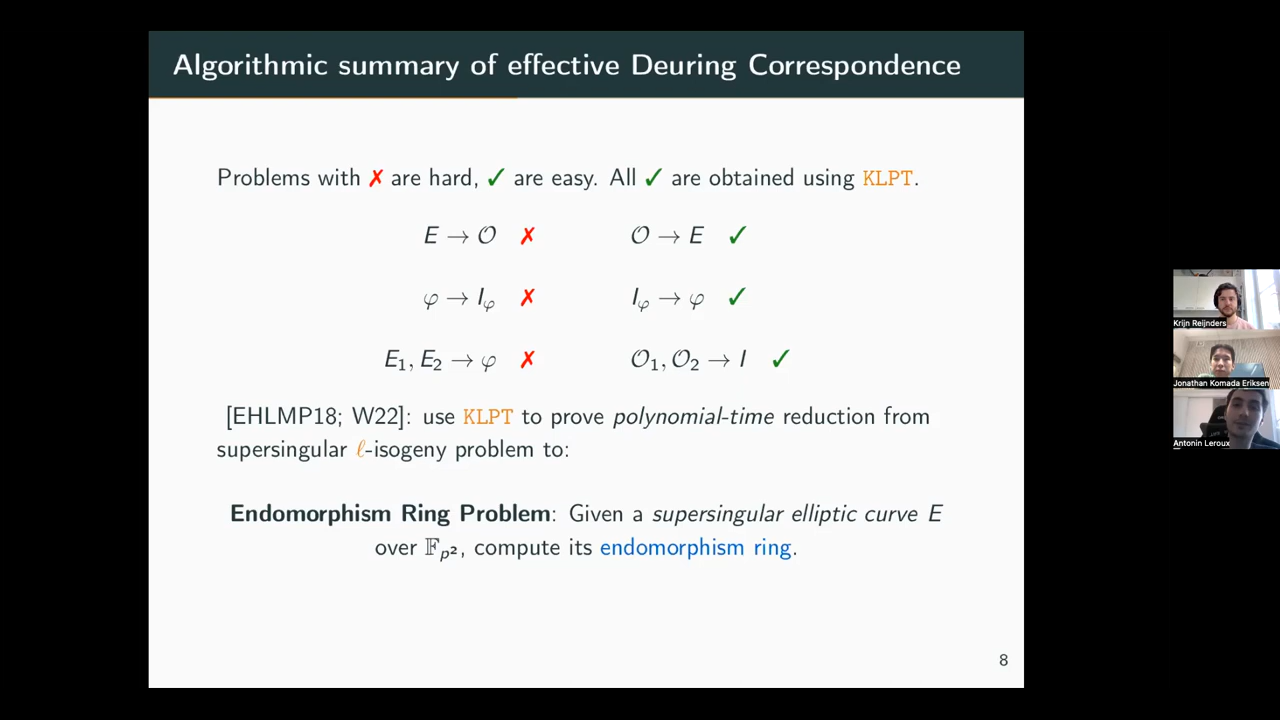 Algorithmic summary of effective Deuring Correspondence
Problems with ✗ are hard, ✓ are easy. All ✓ are obtained using KLPT.
E → 𝒪 ✗ 𝒪 → E ✓
φ → I_φ ✗ I_φ → φ ✓
E₁, E₂ → φ ✗ 𝒪₁, 𝒪₂ → I ✓
[EHLMP18; W22]: use KLPT to prove polynomial-time reduction from
supersingular ℓ-isogeny problem to:
Endomorphism Ring Problem: Given a supersingular elliptic curve E
over 𝔽_p², compute its endomorphism ring.
8
Krijn Reijnders
Jonathan Komada Eriksen
Antonin Leroux